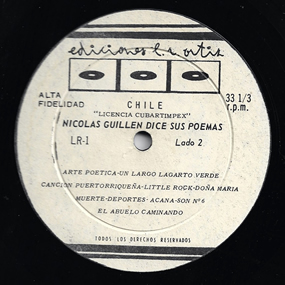 ediciones l.r. ortiz
ALTA FIDELIDAD
CHILE
33 1/3 r.p.m.
"LICENCIA CUBARTIMPEX"
NICOLAS GUILLEN DICE SUS POEMAS
LR-1 Lado 2
ARTE POETICA-UN LARGO LAGARTO VERDE
CANCION PUERTORRIQUEÑA-LITTLE ROCK-DOÑA MARIA
MUERTE-DEPORTES- ACANA-SON Nº6
EL ABUELO CAMINANDO
TODOS LOS DERECHOS RESERVADOS